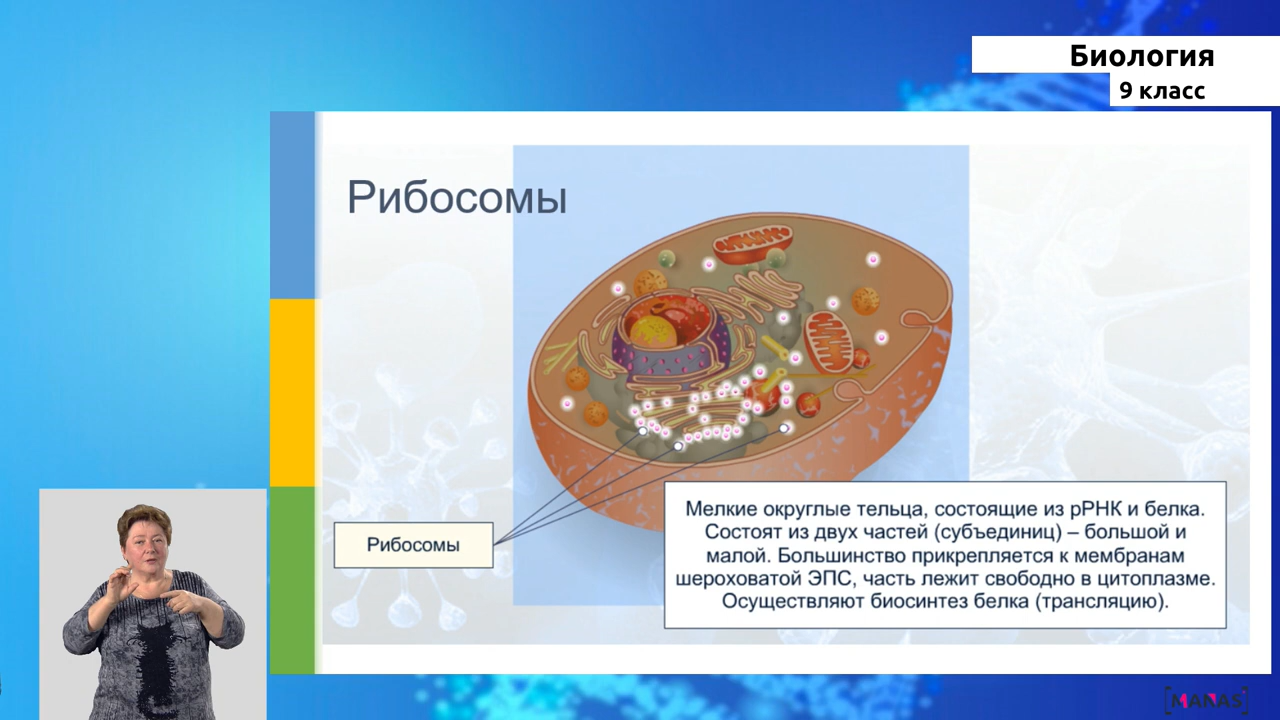 Биология
9 класс
Рибосомы
Рибосомы
Мелкие округлые тельца, состоящие из рРНК и белка.
Состоят из двух частей (субъединиц) – большой и
малой. Большинство прикрепляется к мембранам
шероховатой ЭПС, часть лежит свободно в цитоплазме.
Осуществляют биосинтез белка (трансляцию).
[MANAS]